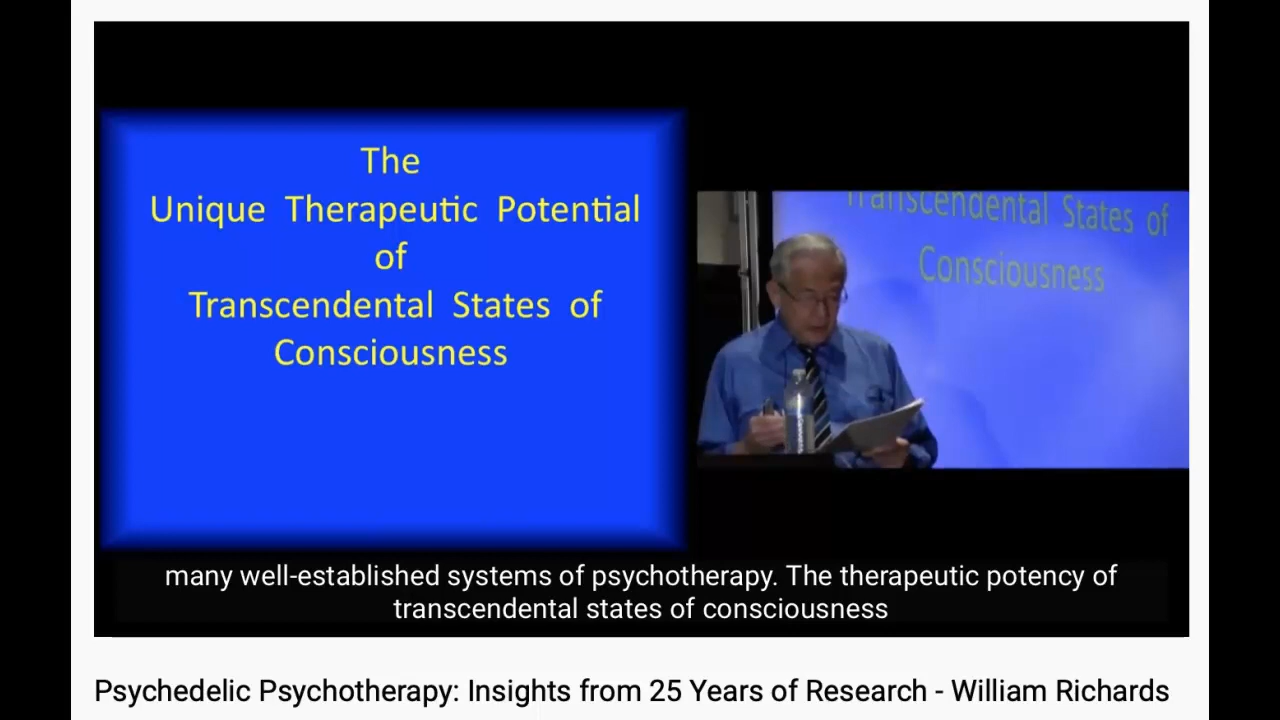 The
Unique Therapeutic Potential
of
Transcendental States of
Consciousness
Transcendental States of
Consciousness
many well-established systems of psychotherapy. The therapeutic potency of
transcendental states of consciousness
Psychedelic Psychotherapy: Insights from 25 Years of Research - William Richards